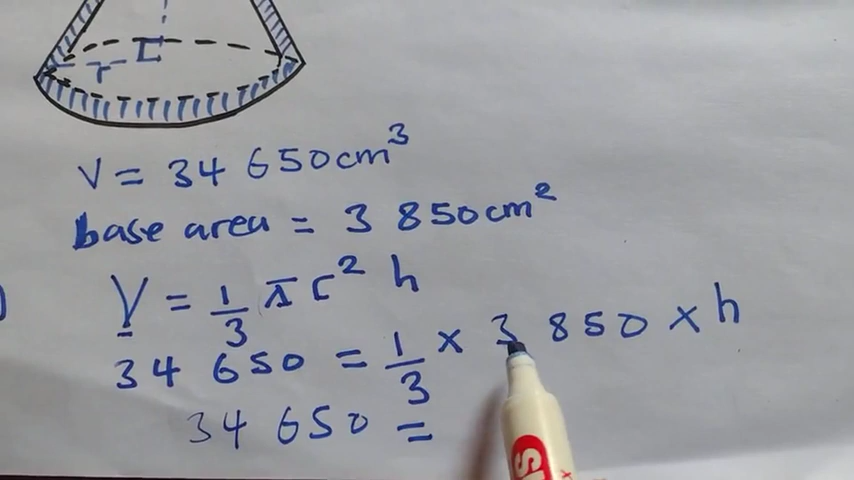 r
V = 34 650cm³
base area = 3 850cm²
) V = 1/3 πr² h
34 650 = 1/3 × 3 850 × h
34 650 =